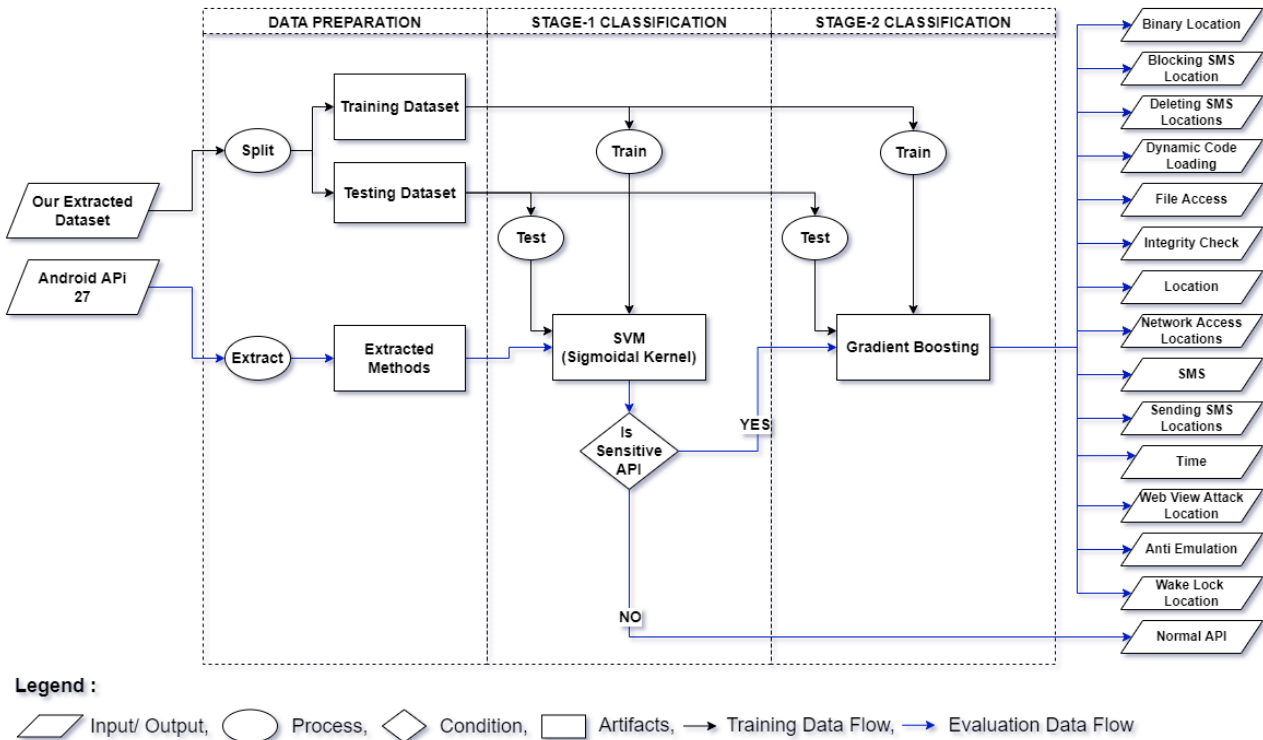 DATA PREPARATION
STAGE-1 CLASSIFICATION
STAGE-2 CLASSIFICATION
Our Extracted
Dataset
Android APi
27
Split
Extract
Training Dataset
Testing Dataset
Extracted
Methods
Train
Test
SVM
(Sigmoidal Kernel)
Is
Sensitive
API
YES
NO
Train
Test
Gradient Boosting
Binary Location
Blocking SMS
Location
Deleting SMS
Locations
Dynamic Code
Loading
File Access
Integrity Check
Location
Network Access
Locations
SMS
Sending SMS
Locations
Time
Web View Attack
Location
Anti Emulation
Wake Lock
Location
Normal API
Legend :
Input/ Output, Process, Condition, Artifacts, Training Data Flow, Evaluation Data Flow